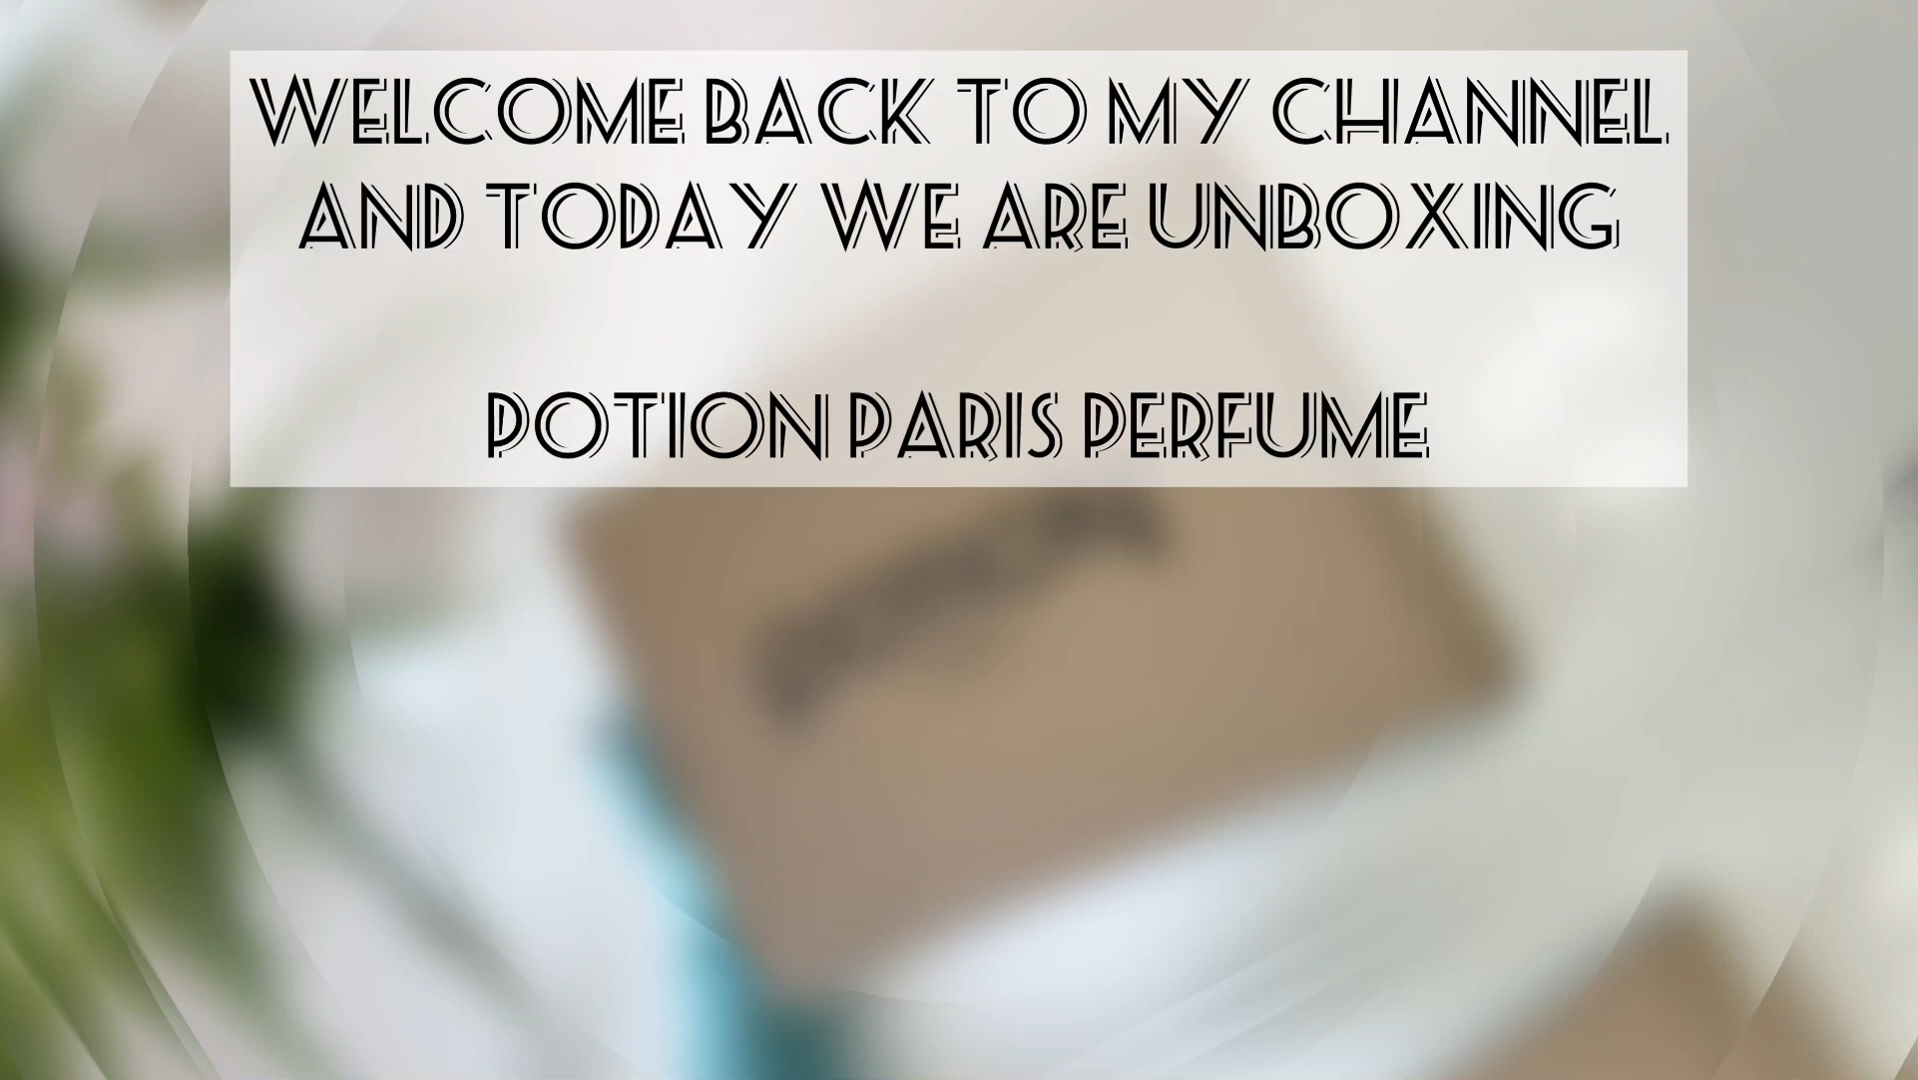 WELCOME BACK TO MY CHANNEL
AND TODAY WE ARE UNBOXING
POTION PARIS PERFUME